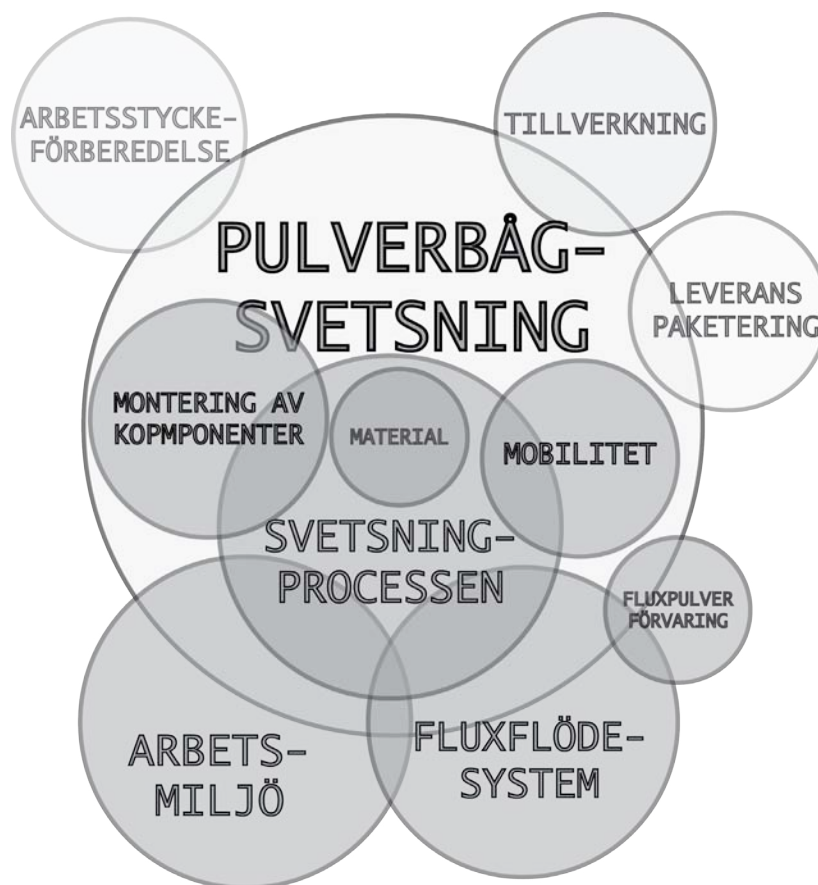 ARBETSSTYCKE-
FÖRBEREDELSE
TILLVERKNING
PULVERBÅG-
SVETSNING
LEVERANS
PAKETERING
MONTERING AV
KOPMPONENTER
MATERIAL
MOBILITET
SVETSNING-
PROCESSEN
FLUXPULVER
FÖRVARING
ARBETS-
MILJÖ
FLUXFLÖDE-
SYSTEM